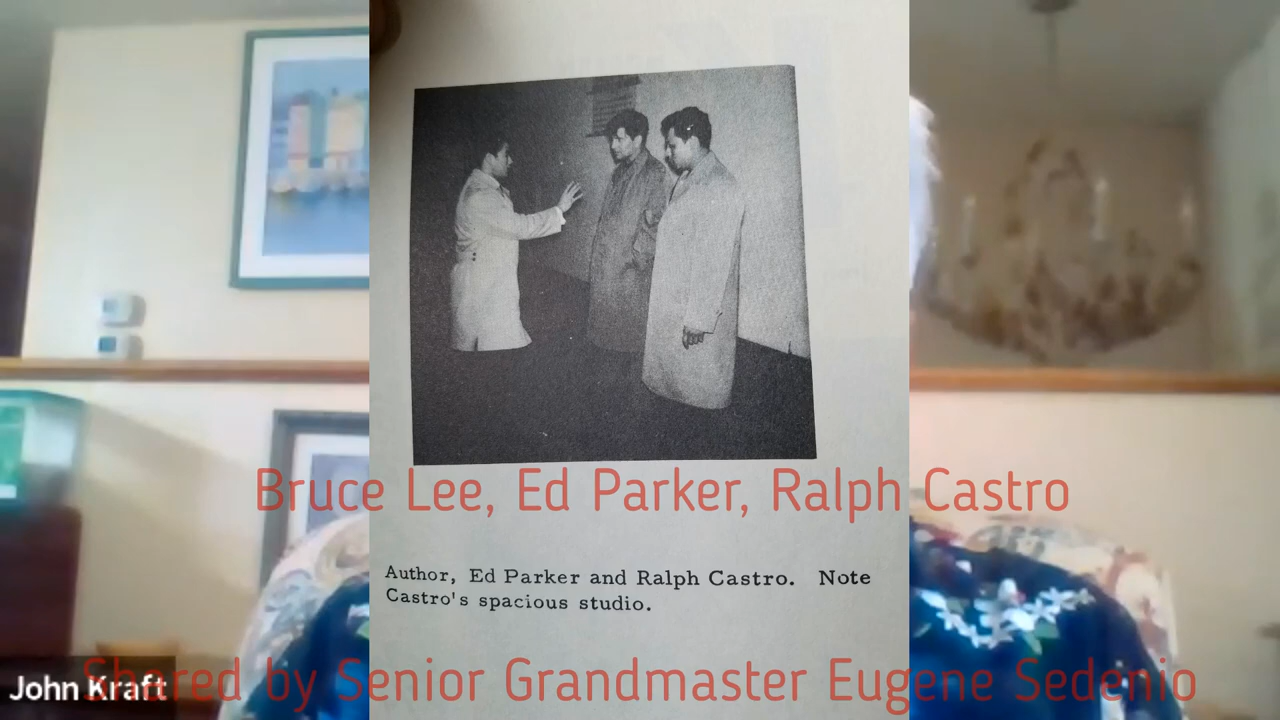 Bruce Lee, Ed Parker, Ralph Castro
Author, Ed Parker and Ralph Castro. Note
Castro's spacious studio.
Shared by Senior Grandmaster Eugene Sedenio
John Kraft